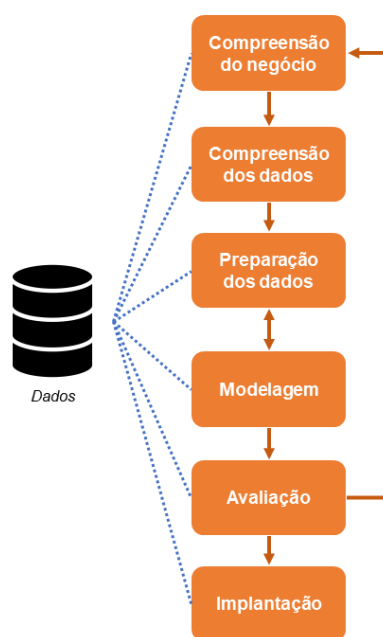 Compreensão
do negócio
Compreensão
dos dados
Preparação
dos dados
Dados
Modelagem
Avaliação
Implantação